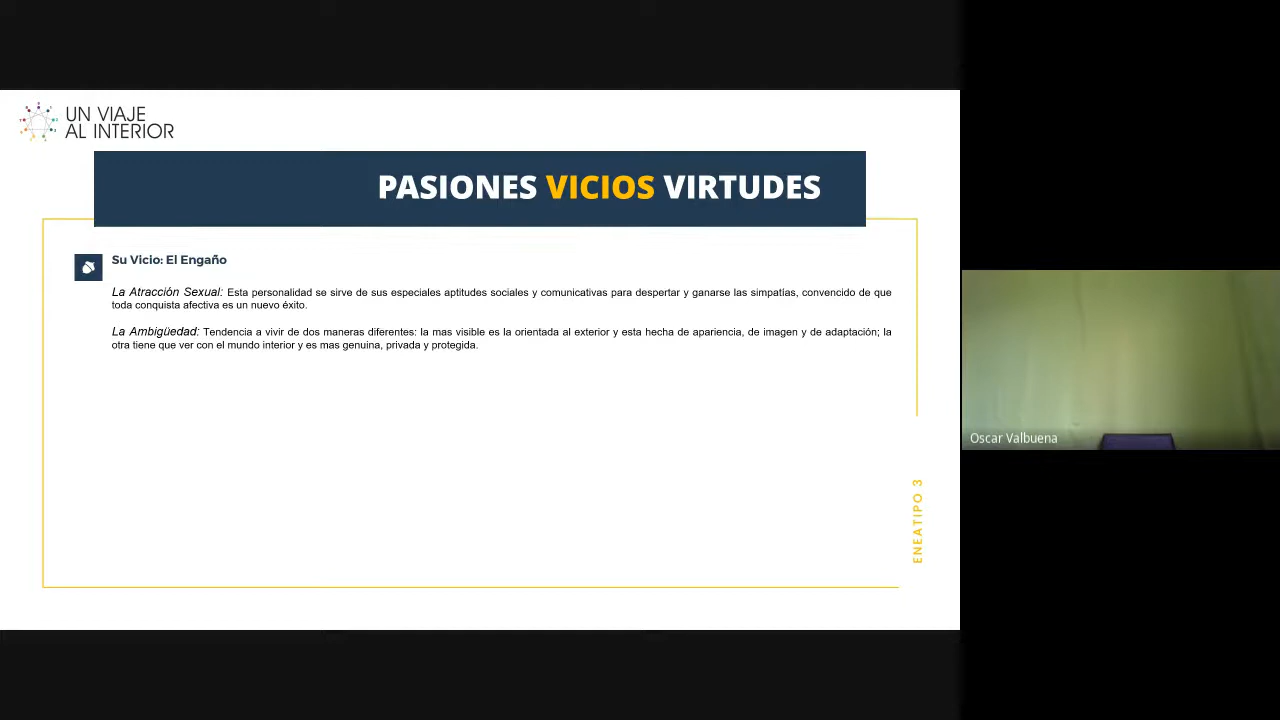 UN VIAJE
AL INTERIOR
PASIONES VICIOS VIRTUDES
Su Vicio: El Engaño
La Atracción Sexual: Esta personalidad se sirve de sus especiales aptitudes sociales y comunicativas para despertar y ganarse las simpatías, convencido de que
toda conquista afectiva es un nuevo éxito.
La Ambigüedad: Tendencia a vivir de dos maneras diferentes: la mas visible es la orientada al exterior y esta hecha de apariencia, de imagen y de adaptación; la
otra tiene que ver con el mundo interior y es mas genuina, privada y protegida.
ENEATIPO 3
Oscar Valbuena